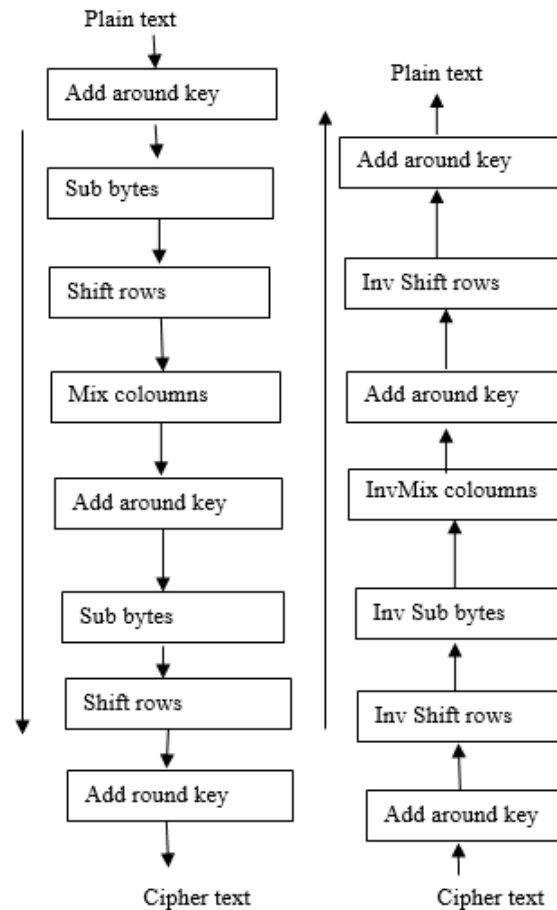 Plain text
Add around key
Sub bytes
Shift rows
Mix coloumns
Add around key
Sub bytes
Shift rows
Add round key
Cipher text
Plain text
Add around key
Inv Shift rows
Add around key
InvMix coloumns
Inv Sub bytes
Inv Shift rows
Add around key
Cipher text